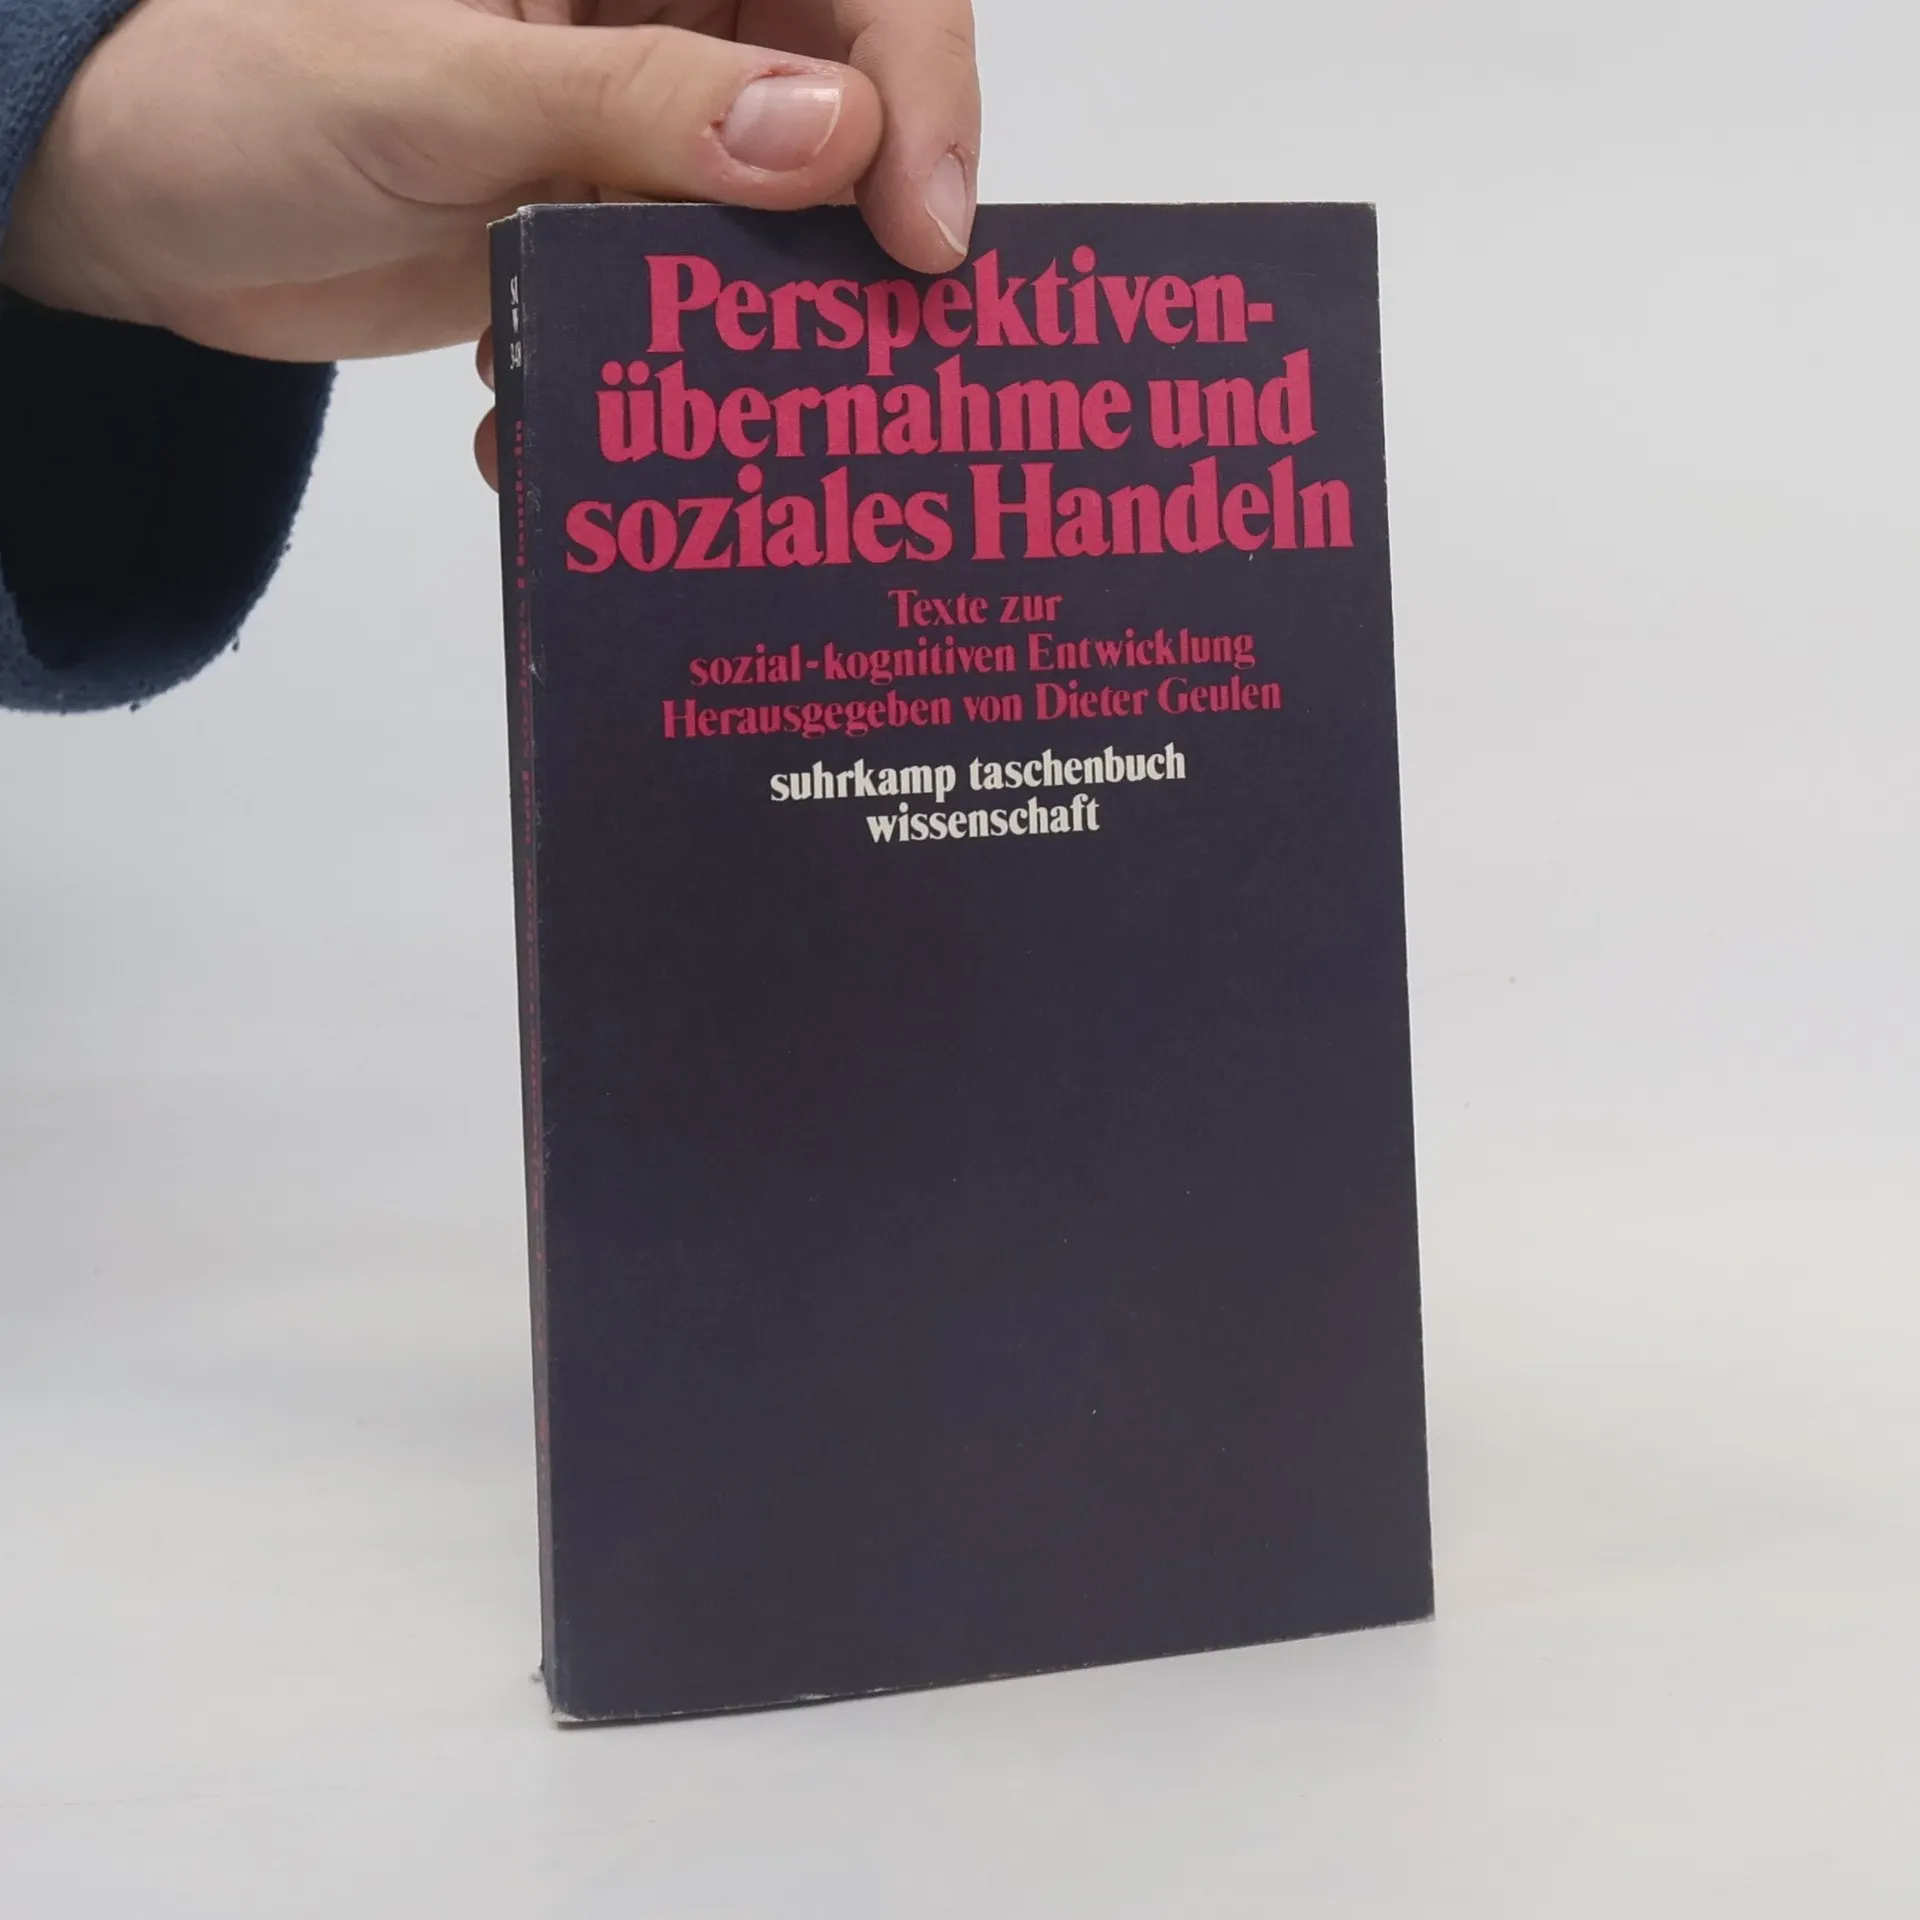 Perspektiven-
übernahme und
soziales Handeln
Texte zur
sozial-kognitiven Entwicklung
Herausgegeben von Dieter Geulen
suhrkamp taschenbuch
wissenschaft